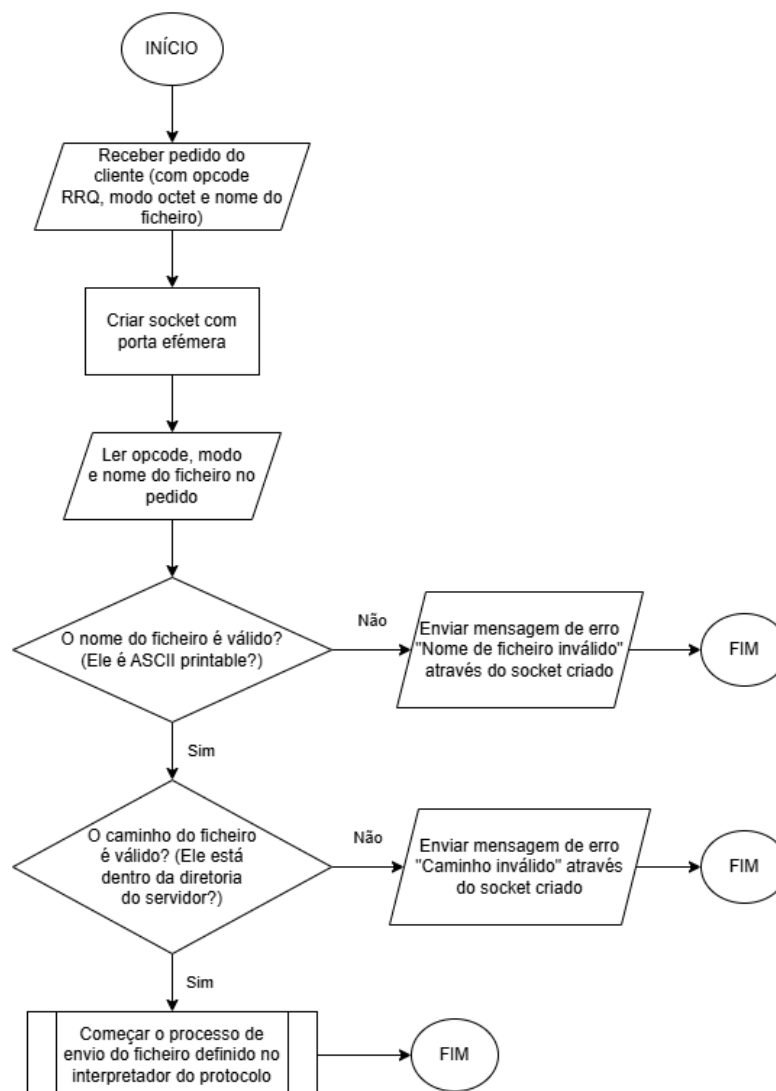 INÍCIO
Receber pedido do
cliente (com opcode
RRQ, modo octet e nome do
ficheiro)
Criar socket com
porta efémera
Ler opcode, modo
e nome do ficheiro no
pedido
O nome do ficheiro é válido?
(Ele é ASCII printable?)
Não
Enviar mensagem de erro
"Nome de ficheiro inválido"
através do socket criado
FIM
Sim
O caminho do ficheiro
é válido? (Ele está
dentro da diretoria
do servidor?)
Não
Enviar mensagem de erro
"Caminho inválido" através
do socket criado
FIM
Sim
Começar o processo de
envio do ficheiro definido no
interpretador do protocolo
FIM